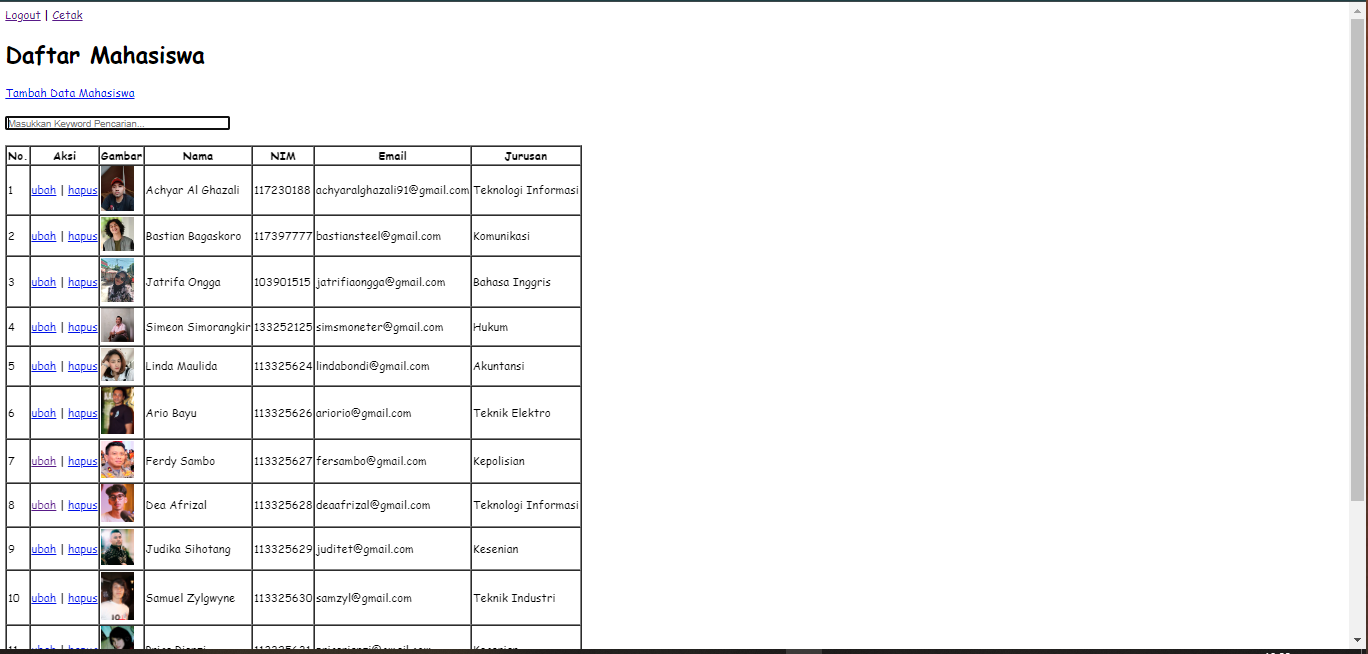 Logout | Cetak
Daftar Mahasiswa
Tambah Data Mahasiswa
Masukkan Keyword Pencarian...
No. Aksi Gambar Nama NIM Email Jurusan
1 ubah | hapus Achyar Al Ghazali 117230188 achyaralghazali91@gmail.com Teknologi Informasi
2 ubah | hapus Bastian Bagaskoro 117397777 bastiansteel@gmail.com Komunikasi
3 ubah | hapus Jatrifa Ongga 103901515 jatrifiaongga@gmail.com Bahasa Inggris
4 ubah | hapus Simeon Simorangkir 133252125 simsmoneter@gmail.com Hukum
5 ubah | hapus Linda Maulida 113325624 lindabondi@gmail.com Akuntansi
6 ubah | hapus Ario Bayu 113325626 ariorio@gmail.com Teknik Elektro
7 ubah | hapus Ferdy Sambo 113325627 fersambo@gmail.com Kepolisian
8 ubah | hapus Dea Afrizal 113325628 deaafrizal@gmail.com Teknologi Informasi
9 ubah | hapus Judika Sihotang 113325629 juditet@gmail.com Kesenian
10 ubah | hapus Samuel Zylgwyne 113325630 samzyl@gmail.com Teknik Industri
11 ubah | hapus